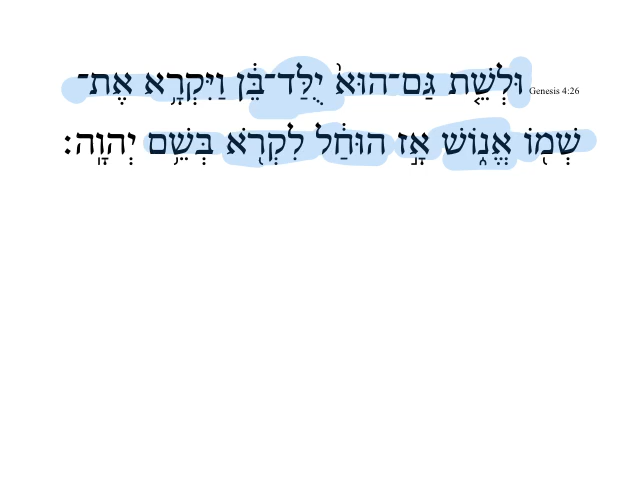 Genesis 4:26 וּלְשֵׁ֤ת גַּם־הוּא֙ יֻלַּד־בֵּ֔ן וַיִּקְרָ֥א אֶת־
שְׁמ֖וֹ אֱנ֑וֹשׁ אָ֣ז הוּחַ֔ל לִקְרֹ֖א בְּשֵׁ֥ם יְהוָֽה׃